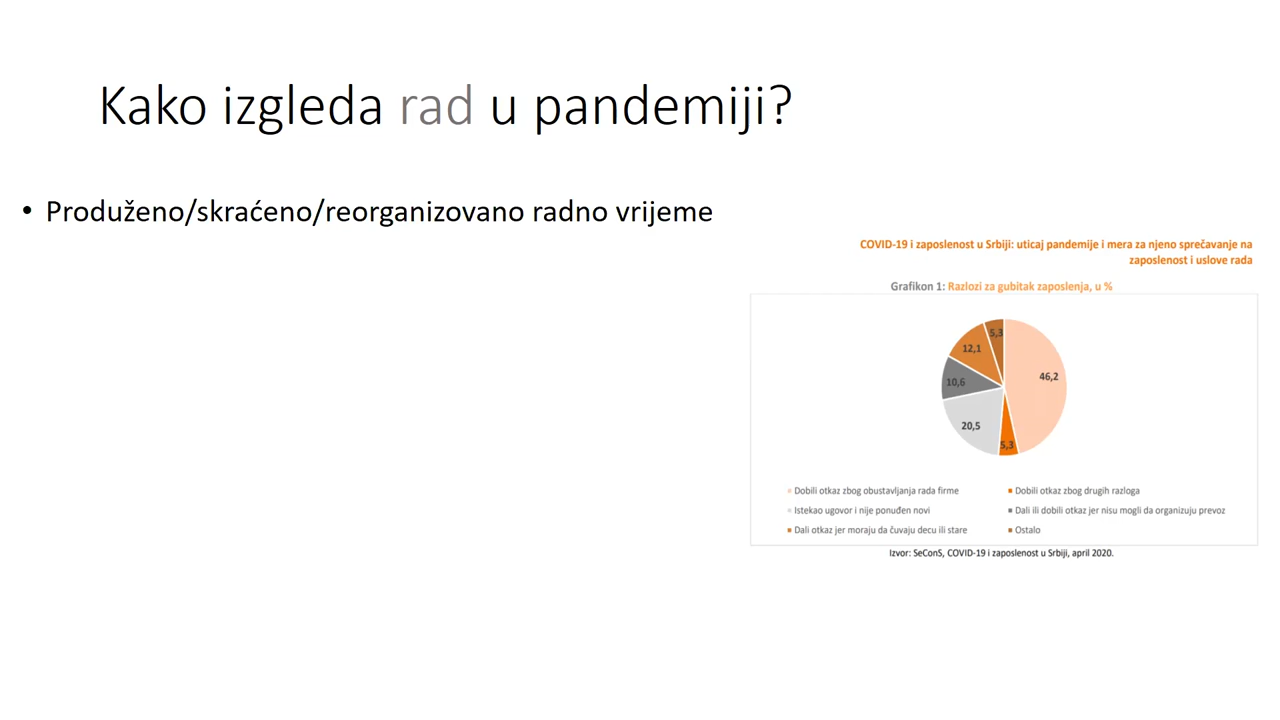 Kako izgleda rad u pandemiji?
• Produženo/skraćeno/reorganizovano radno vrijeme
COVID-19 i zaposlenost u Srbiji: uticaj pandemije i mera za njeno sprečavanje na
zaposlenost i uslove rada
Grafikon 1: Razlozi za gubitak zaposlenja, u %
5,3
12,1
46,2
10,6
20,5
5,3
Dobili otkaz zbog obustavljanja rada firme
Dobili otkaz zbog drugih razloga
Istekao ugovor i nije ponuđen novi
Dali ili dobili otkaz jer nisu mogli da organizuju prevoz
Dali otkaz jer moraju da čuvaju decu ili stare
Ostalo
Izvor: SeConS, COVID-19 i zaposlenost u Srbiji, april 2020.